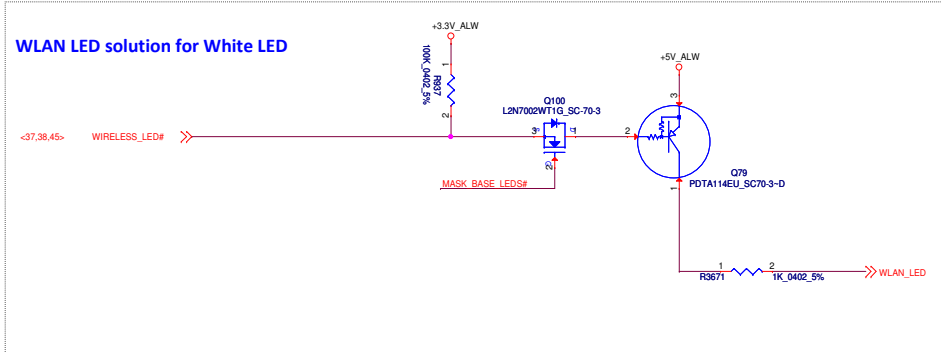 +3.3V_ALW
WLAN LED solution for White LED
+5V_ALW
1
R937
100K_0402_5%
2
3
Q100
L2N7002WT1G_SC-70-3
<37,38,45>
WIRELESS_LED#
3
1
2
2
MASK_BASE_LEDS#
Q79
PDTA114EU_SC70-3~D
1
1
2
R3671
1K_0402_5%
WLAN_LED